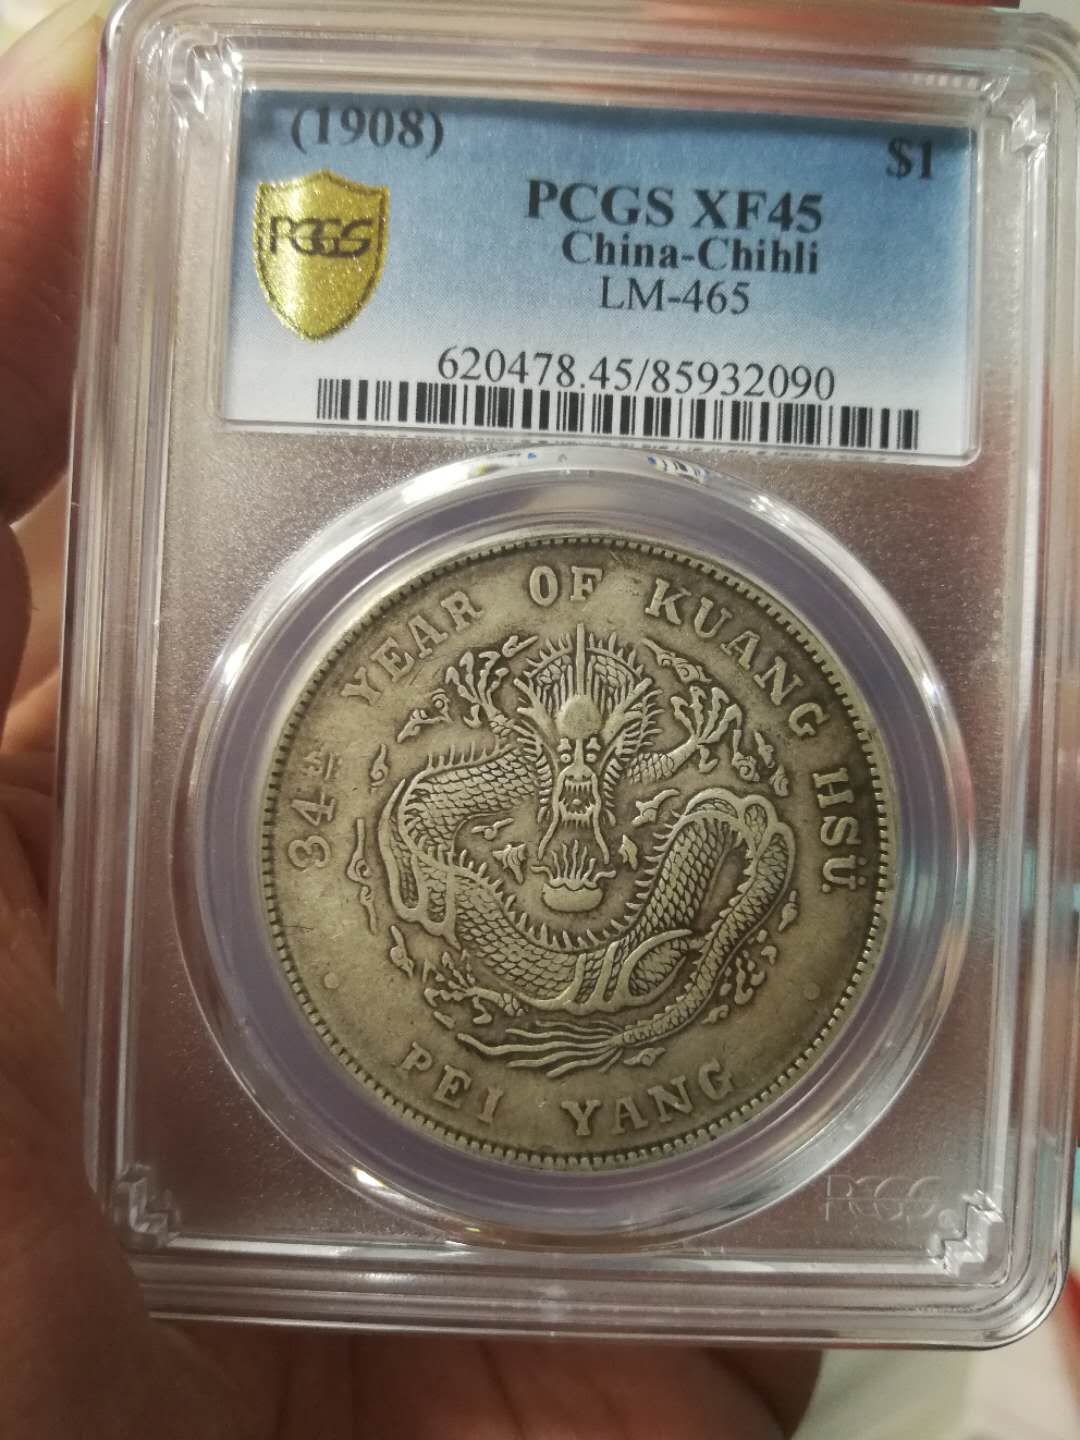 (1908)
$1
PCGS
PCGS XF45
China-Chihli
LM-465
620478.45/85932090
34th YEAR OF KUANG HSÜ
PEI YANG
PCGS